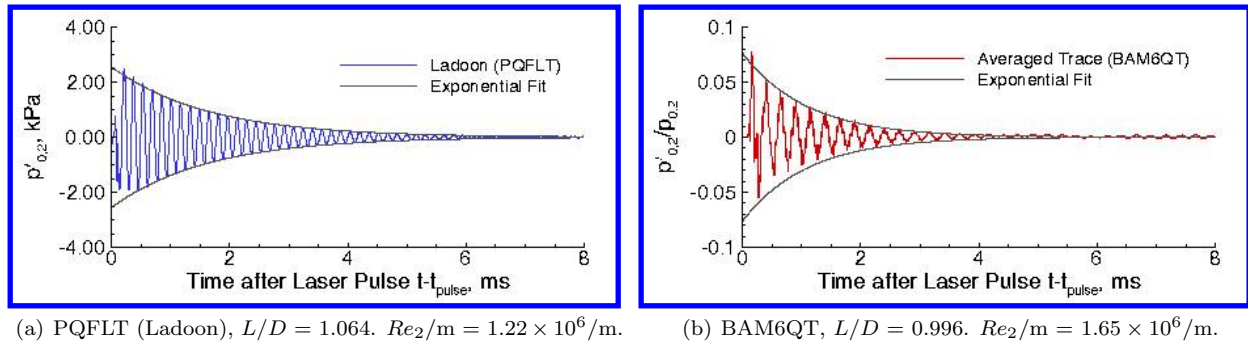 4.00
2.00
0.00
-2.00
-4.00
p'0,2, kPa
Ladoon (PQFLT)
Exponential Fit
0 2 4 6 8
Time after Laser Pulse t-tpulse, ms
(a) PQFLT (Ladoon), L/D = 1.064. Re2/m = 1.22 × 10⁶/m.
0.1
0.05
0
-0.05
-0.1
p'0,2/p0,2
Averaged Trace (BAM6QT)
Exponential Fit
0 2 4 6 8
Time after Laser Pulse t-tpulse, ms
(b) BAM6QT, L/D = 0.996. Re2/m = 1.65 × 10⁶/m.